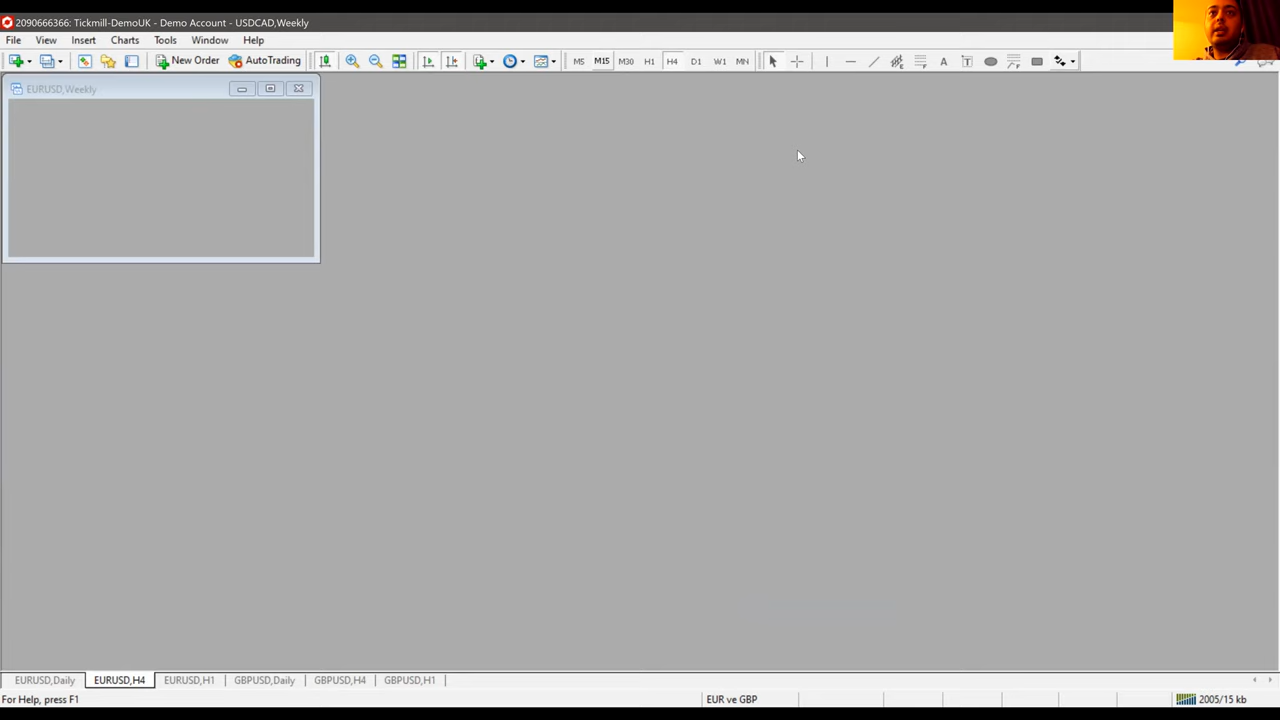 2090666366: Tickmill-DemoUK - Demo Account - USDCAD,Weekly
File View Insert Charts Tools Window Help
New Order AutoTrading M5 M15 M30 H1 H4 D1 W1 MN A T
EURUSD,Weekly
EURUSD,Daily EURUSD,H4 EURUSD,H1 GBPUSD,Daily GBPUSD,H4 GBPUSD,H1
For Help, press F1 EUR ve GBP 2005/15 kb